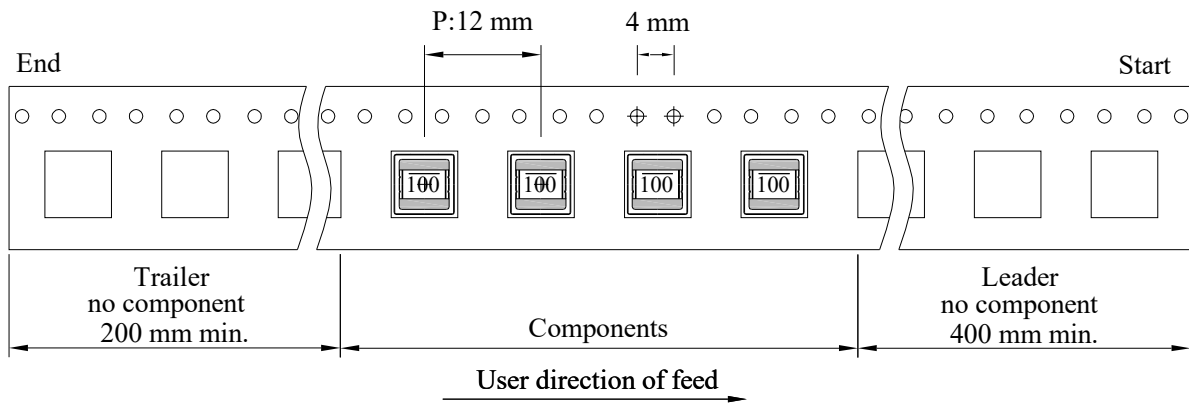 P:12 mm
4 mm
End
Start
100
100
100
100
Trailer
no component
200 mm min.
Components
Leader
no component
400 mm min.
User direction of feed